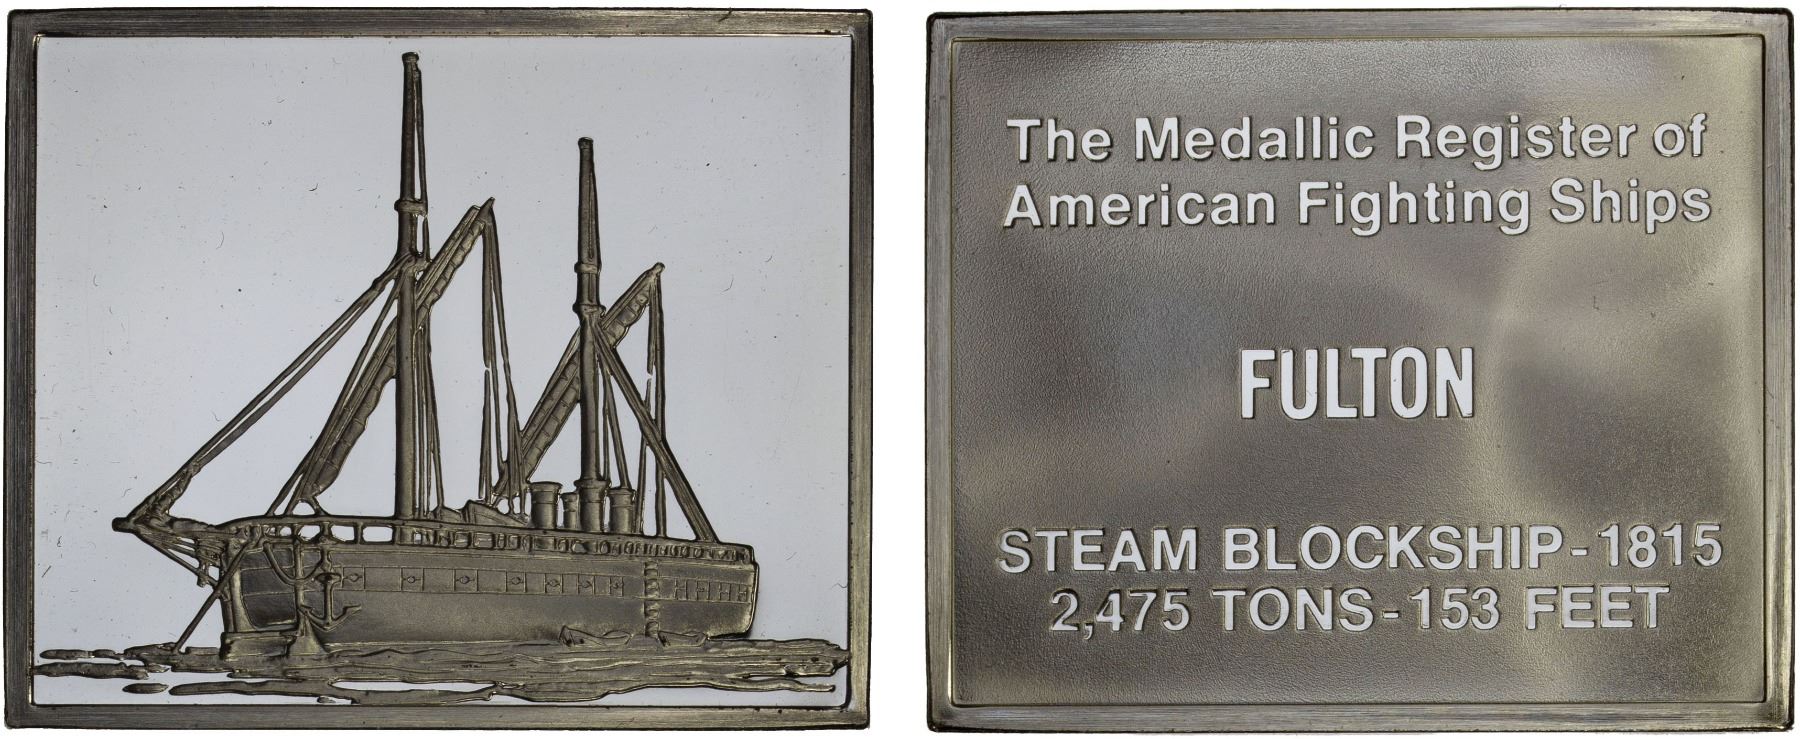 The Medallic Register of
American Fighting Ships
FULTON
STEAM BLOCKSHIP-1815
2,475 TONS-153 FEET